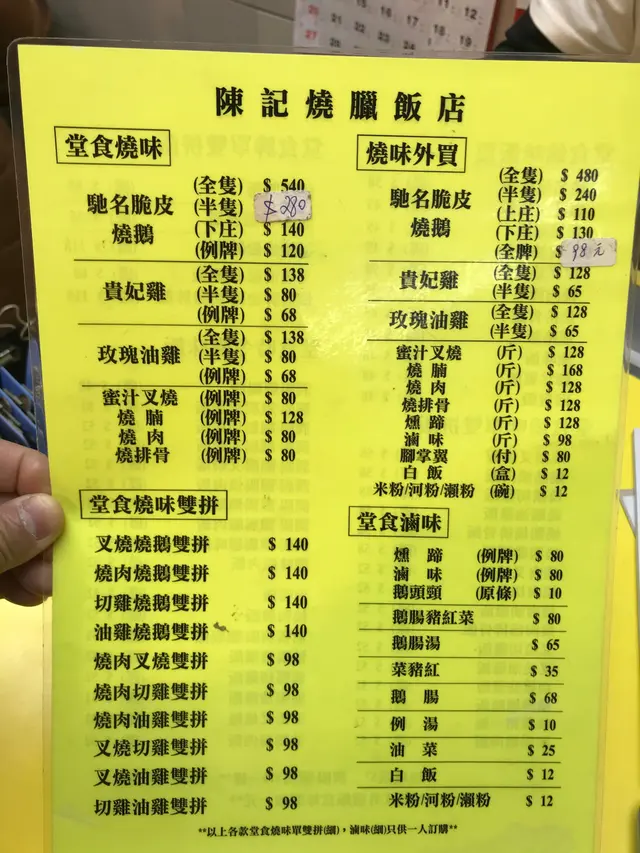 陳記燒臘飯店
堂食燒味
馳名脆皮燒鵝
(全隻) $ 540
(半隻) $280
(下庄) $ 140
(例牌) $ 120
貴妃雞
(全隻) $ 138
(半隻) $ 80
(例牌) $ 68
玫瑰油雞
(全隻) $ 138
(半隻) $ 80
(例牌) $ 68
蜜汁叉燒 (例牌) $ 80
燒腩 (例牌) $ 128
燒肉 (例牌) $ 80
燒排骨 (例牌) $ 80
堂食燒味雙拼
叉燒燒鵝雙拼 $ 140
燒肉燒鵝雙拼 $ 140
切雞燒鵝雙拼 $ 140
油雞燒鵝雙拼 $ 140
燒肉叉燒雙拼 $ 98
燒肉切雞雙拼 $ 98
燒肉油雞雙拼 $ 98
叉燒切雞雙拼 $ 98
叉燒油雞雙拼 $ 98
切雞油雞雙拼 $ 98
燒味外買
馳名脆皮燒鵝
(全隻) $ 480
(半隻) $ 240
(上庄) $ 110
(下庄) $ 130
(全牌) $ 98元
貴妃雞
(全隻) $ 128
(半隻) $ 65
玫瑰油雞
(全隻) $ 128
(半隻) $ 65
蜜汁叉燒 (斤) $ 128
燒腩 (斤) $ 168
燒肉 (斤) $ 128
燒排骨 (斤) $ 128
燻蹄 (斤) $ 128
滷味 (斤) $ 98
腳掌翼 (付) $ 80
白飯 (盒) $ 12
米粉/河粉/瀨粉 (碗) $ 12
堂食滷味
燻蹄 (例牌) $ 80
滷味 (例牌) $ 80
鵝頭頸 (原條) $ 10
鵝腸豬紅菜 $ 80
鵝腸湯 $ 65
菜豬紅 $ 35
鵝腸 $ 68
例湯 $ 10
油菜 $ 25
白飯 $ 12
米粉/河粉/瀨粉 $ 12
**以上各款堂食燒味單雙拼(細)，滷味(細)只供一人訂購**